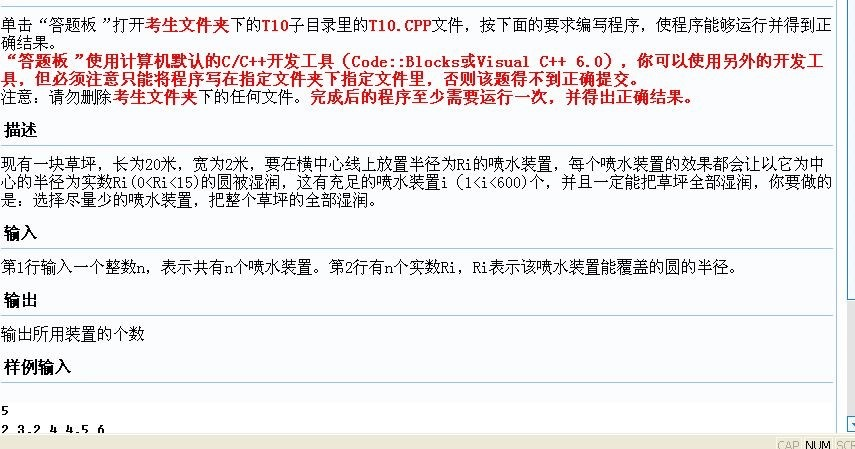 单击“答题板 ”打开考生文件夹下的T10子目录里的T10.CPP文件，按下面的要求编写程序，使程序能够运行并得到正
确结果。
“答题板 ”使用计算机默认的C/C++开发工具（Code::Blocks或Visual C++ 6.0），你可以使用另外的开发工
具，但必须注意只能将程序写在指定文件夹下指定文件里，否则该题得不到正确提交。
注意：请勿删除考生文件夹下的任何文件。完成后的程序至少需要运行一次，并得出正确结果。
描述
现有一块草坪，长为20米，宽为2米，要在横中心线上放置半径为Ri的喷水装置，每个喷水装置的效果都会让以它为中
心的半径为实数Ri(0<Ri<15)的圆被湿润，这有充足的喷水装置i（1<i<600)个，并且一定能把草坪全部湿润，你要做的
是：选择尽量少的喷水装置，把整个草坪的全部湿润。
输入
第1行输入一个整数n，表示共有n个喷水装置。第2行有n个实数Ri，Ri表示该喷水装置能覆盖的圆的半径。
输出
输出所用装置的个数
样例输入
5
2 3.2 4 4.5 6
CAP NUM SCR